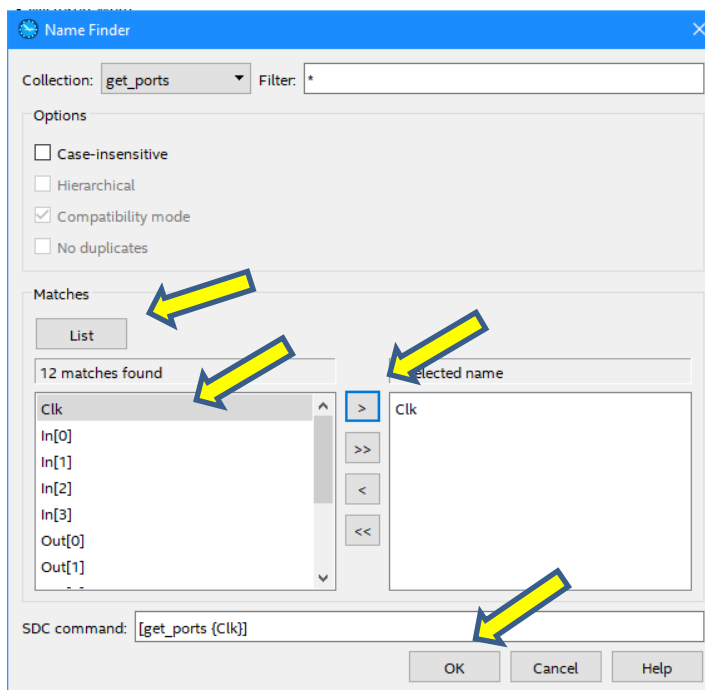 Name Finder
Collection: get_ports Filter: *
Options
Case-insensitive
Hierarchical
Compatibility mode
No duplicates
Matches
List
12 matches found
elected name
Clk
In[0]
In[1]
In[2]
In[3]
Out[0]
Out[1]
>
>>
<
<<
Clk
SDC command: [get_ports {Clk}]
OK Cancel Help